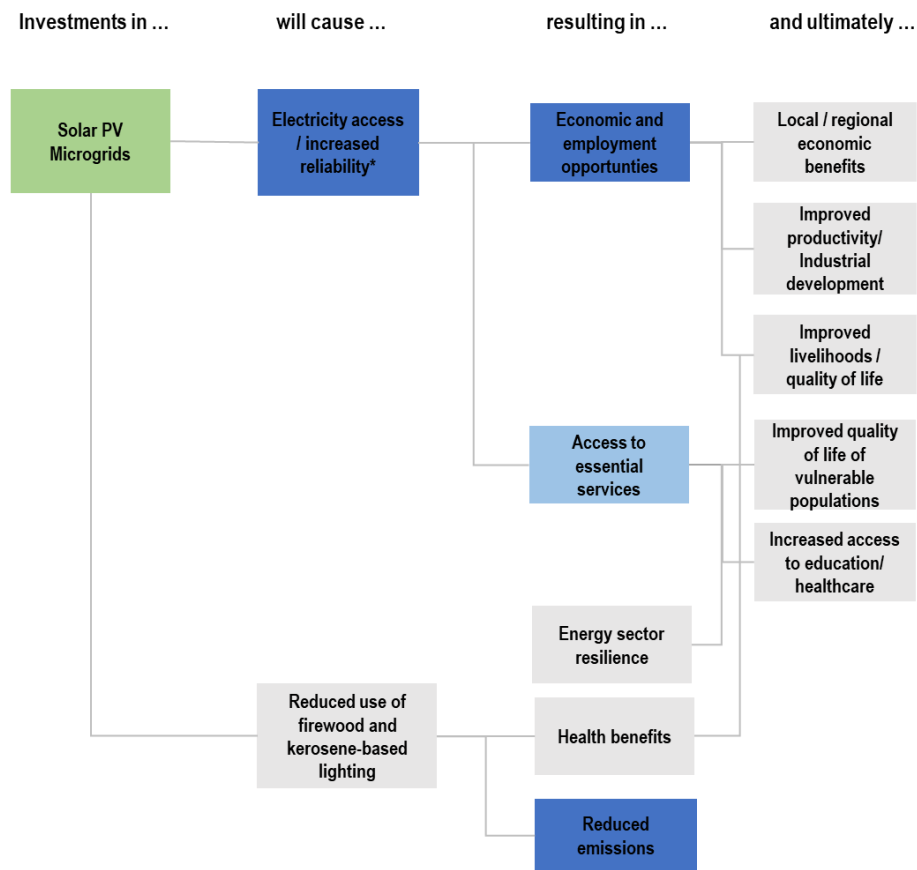 Investments in …
will cause …
resulting in …
and ultimately …
Solar PV
Microgrids
Electricity access
/ increased
reliability*
Economic and
employment
opportunties
Local / regional
economic
benefits
Improved
productivity/
Industrial
development
Improved
livelihoods /
quality of life
Access to
essential
services
Improved quality
of life of
vulnerable
populations
Increased access
to education/
healthcare
Energy sector
resilience
Reduced use of
firewood and
kerosene-based
lighting
Health benefits
Reduced
emissions